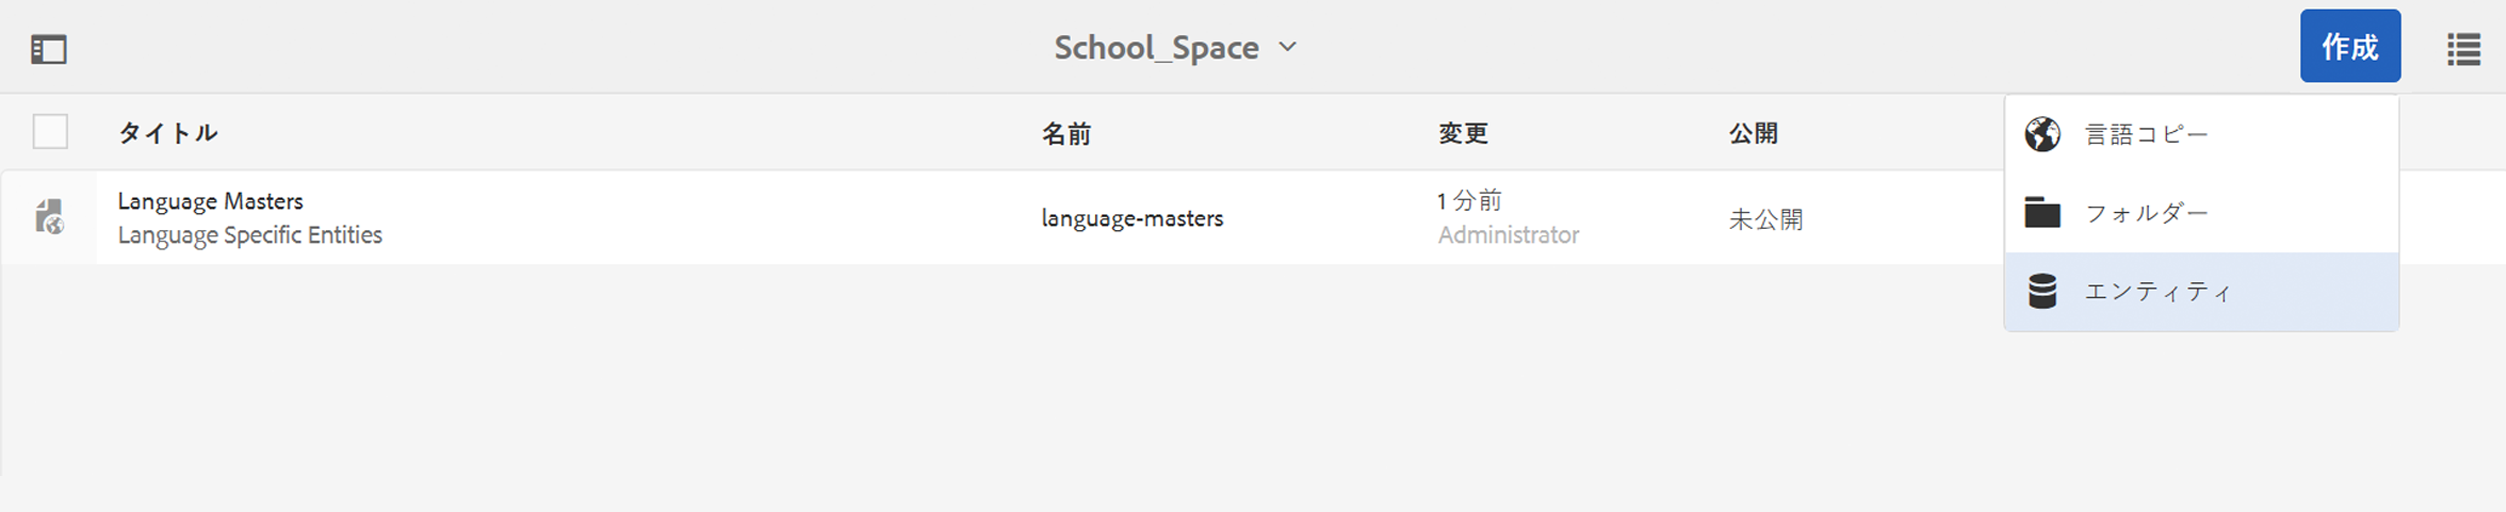 School_Space
作成
タイトル 名前 変更 公開
言語コピー
フォルダー
エンティティ
Language Masters
Language Specific Entities
language-masters
1 分前
Administrator
未公開